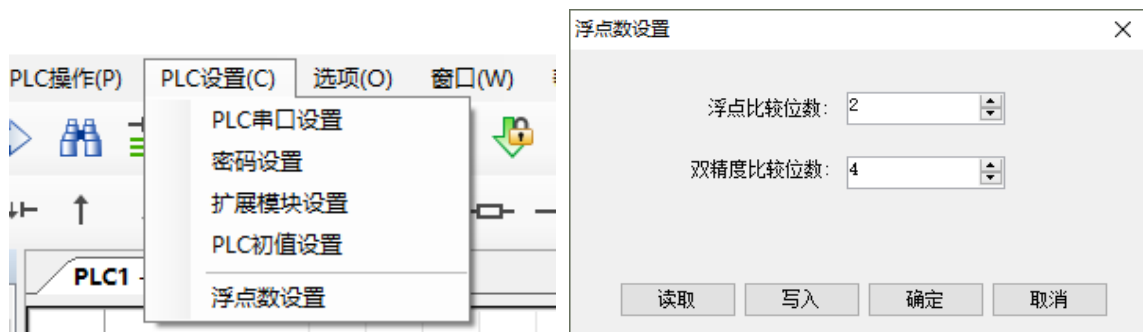 PLC操作(P) PLC设置(C) 选项(O) 窗口(W)
PLC串口设置
密码设置
扩展模块设置
PLC初值设置
浮点数设置
PLC1 -
浮点数设置
浮点比较位数: 2
双精度比较位数: 4
读取 写入 确定 取消